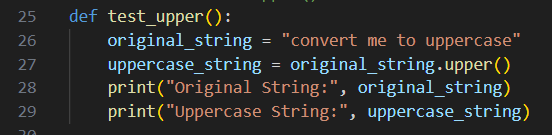 25 def test_upper():
26     original_string = "convert me to uppercase"
27     uppercase_string = original_string.upper()
28     print("Original String:", original_string)
29     print("Uppercase String:", uppercase_string)